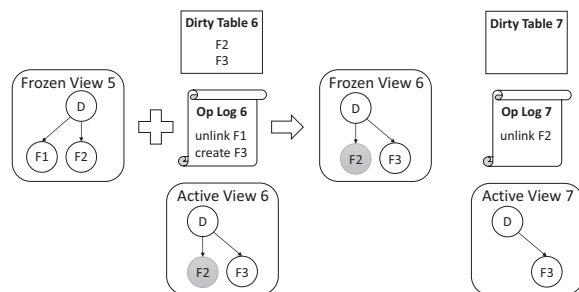 Dirty Table 6
F2
F3
Dirty Table 7
Frozen View 5
D
F1 F2
Op Log 6
unlink F1
create F3
Frozen View 6
D
F2 F3
Op Log 7
unlink F2
Active View 6
D
F2 F3
Active View 7
D
F3